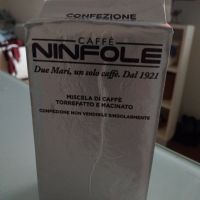 CONFEZIONE
CAFFÈ
NINFOLE
Due Mari, un solo caffè. Dal 1921
MISCELA DI CAFFÈ
TORREFATTO E MACINATO
CONFEZIONE NON VENDIBILE SINGOLARMENTE